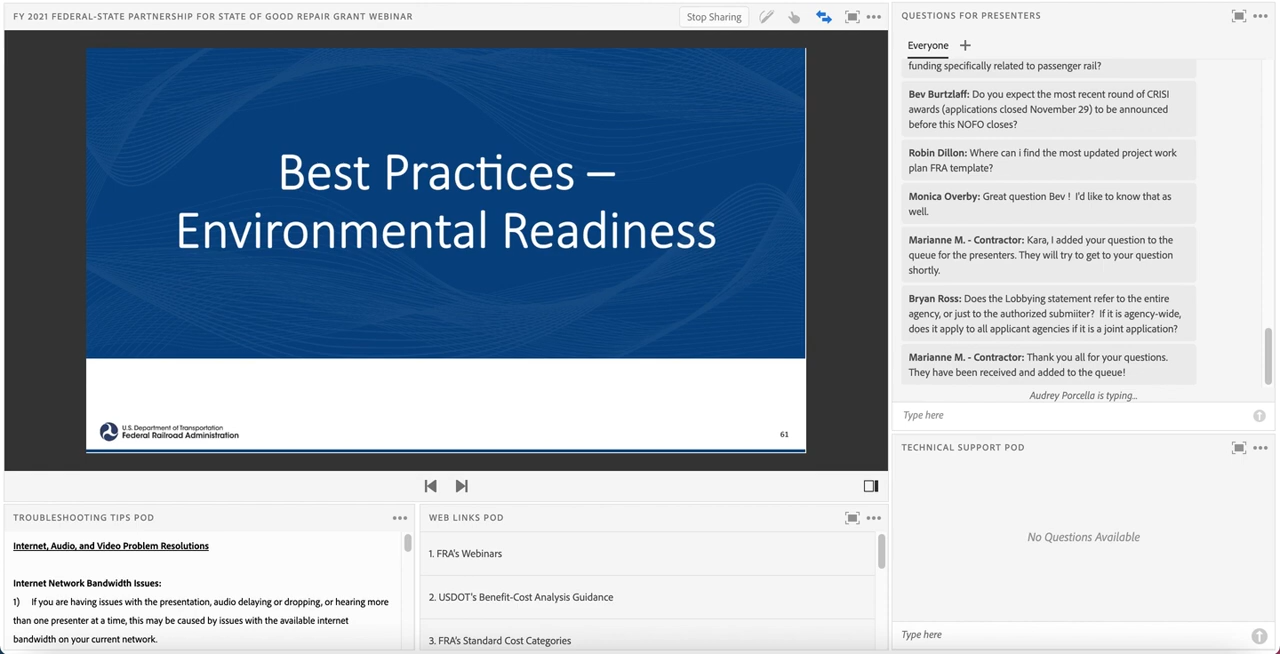 FY 2021 FEDERAL-STATE PARTNERSHIP FOR STATE OF GOOD REPAIR GRANT WEBINAR
Stop Sharing
Best Practices –
Environmental Readiness
U.S. Department of Transportation
Federal Railroad Administration
61
TROUBLESHOOTING TIPS POD
Internet, Audio, and Video Problem Resolutions
Internet Network Bandwidth Issues:
1) If you are having issues with the presentation, audio delaying or dropping, or hearing more
than one presenter at a time, this may be caused by issues with the available internet
bandwidth on your current network.
WEB LINKS POD
1. FRA's Webinars
2. USDOT's Benefit-Cost Analysis Guidance
3. FRA's Standard Cost Categories
QUESTIONS FOR PRESENTERS
Everyone
funding specifically related to passenger rail?
Bev Burtzlaff: Do you expect the most recent round of CRISI
awards (applications closed November 29) to be announced
before this NOFO closes?
Robin Dillon: Where can i find the most updated project work
plan FRA template?
Monica Overby: Great question Bev ! I'd like to know that as
well.
Marianne M. - Contractor: Kara, I added your question to the
queue for the presenters. They will try to get to your question
shortly.
Bryan Ross: Does the Lobbying statement refer to the entire
agency, or just to the authorized submiiter? If it is agency-wide,
does it apply to all applicant agencies if it is a joint application?
Marianne M. - Contractor: Thank you all for your questions.
They have been received and added to the queue!
Audrey Porcella is typing...
Type here
TECHNICAL SUPPORT POD
No Questions Available
Type here